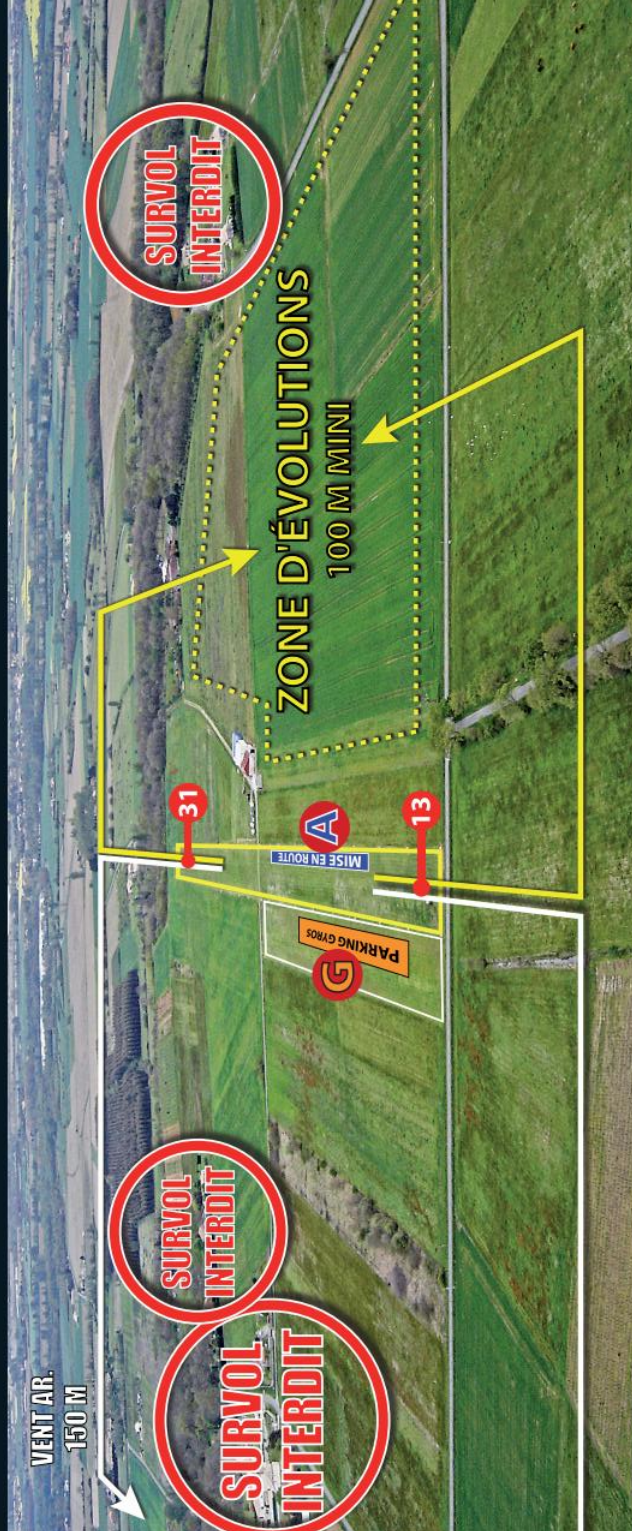 VENT AR.
150 M
SURVOL
INTERDIT
SURVOL
INTERDIT
G
PARKING GYROS
31
MISE EN ROUTE
A
13
ZONE D'ÉVOLUTIONS
100 M MINI
SURVOL
INTERDIT